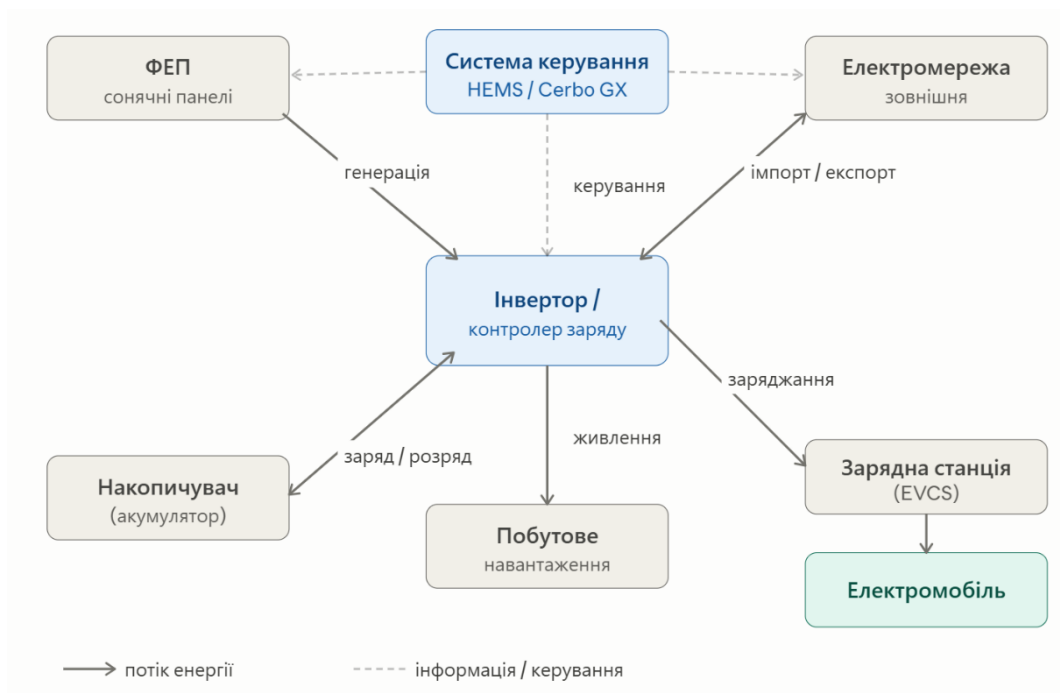 ФЕП
сонячні панелі
Система керування
HEMS / Cerbo GX
Електромережа
зовнішня
генерація
керування
імпорт / експорт
Інвертор /
контролер заряду
заряджання
живлення
заряд / розряд
Накопичувач
(акумулятор)
Побутове
навантаження
Зарядна станція
(EVCS)
Електромобіль
потік енергії
інформація / керування